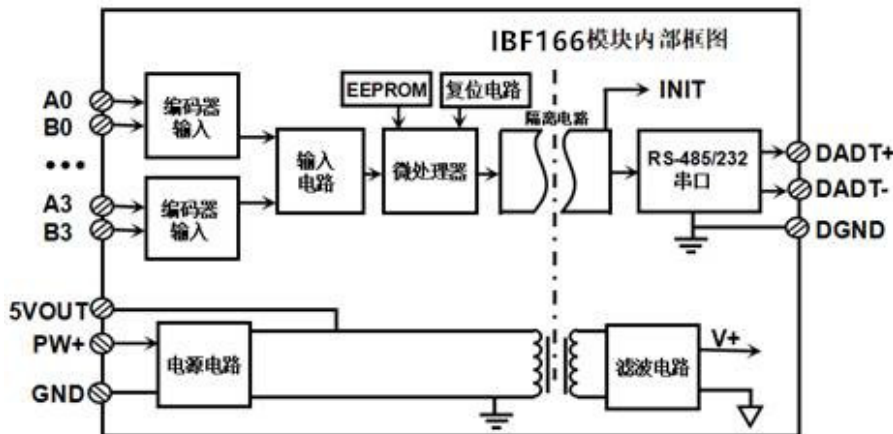 IBF166模块内部框图
A0
B0
•••
A3
B3
编码器
输入
编码器
输入
输入
电路
EEPROM
复位电路
微处理器
隔离电路
INIT
RS-485/232
串口
DADT+
DADT-
DGND
5VOUT
PW+
GND
电源电路
滤波电路
V+